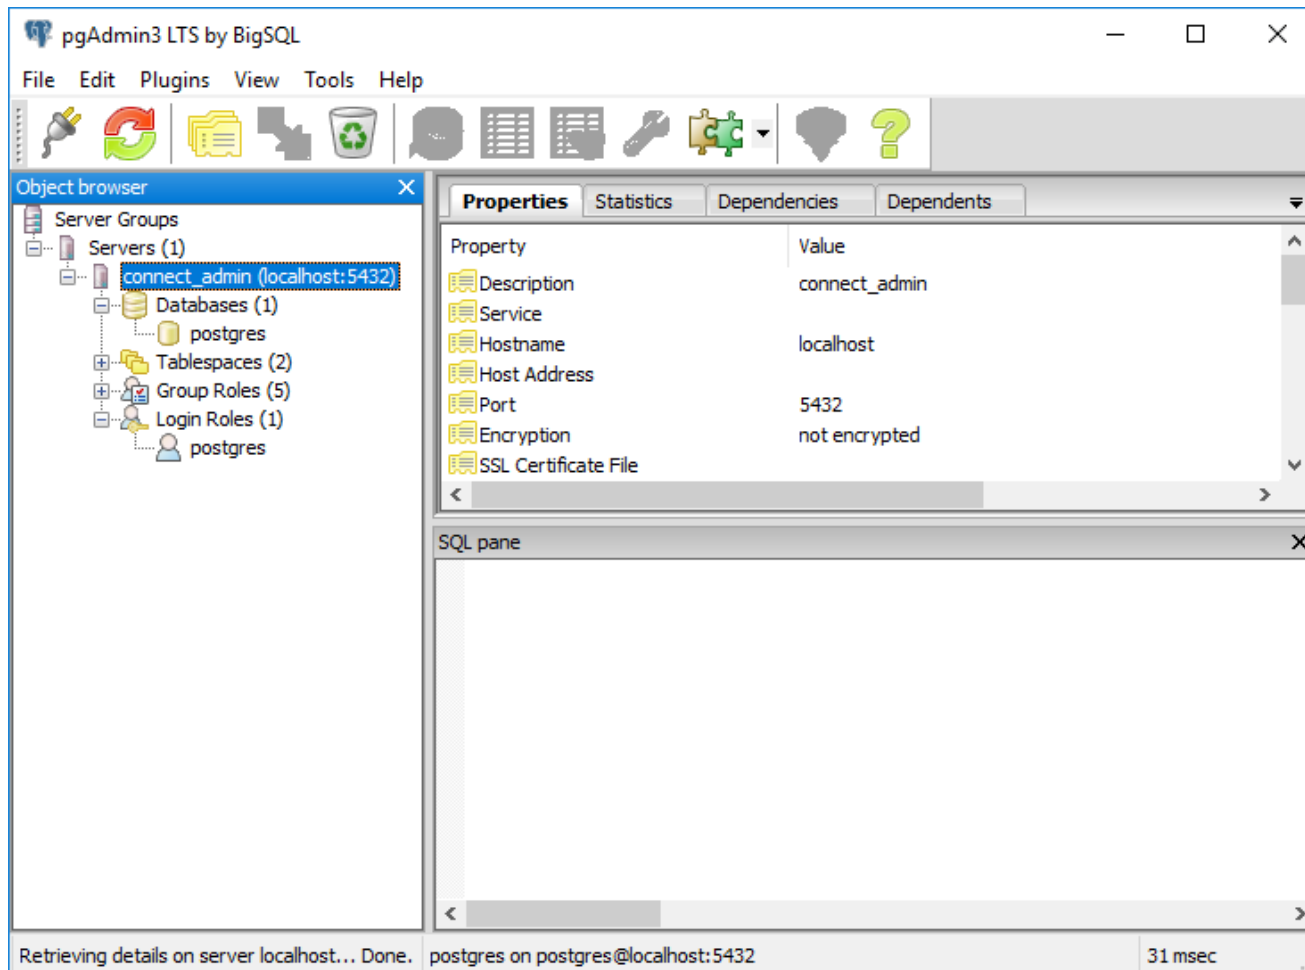 pgAdmin3 LTS by BigSQL
File Edit Plugins View Tools Help
Object browser
Server Groups
Servers (1)
connect_admin (localhost:5432)
Databases (1)
postgres
Tablespaces (2)
Group Roles (5)
Login Roles (1)
postgres
Properties Statistics Dependencies Dependents
Property Value
Description connect_admin
Service
Hostname localhost
Host Address
Port 5432
Encryption not encrypted
SSL Certificate File
SQL pane
Retrieving details on server localhost... Done. postgres on postgres@localhost:5432 31 msec